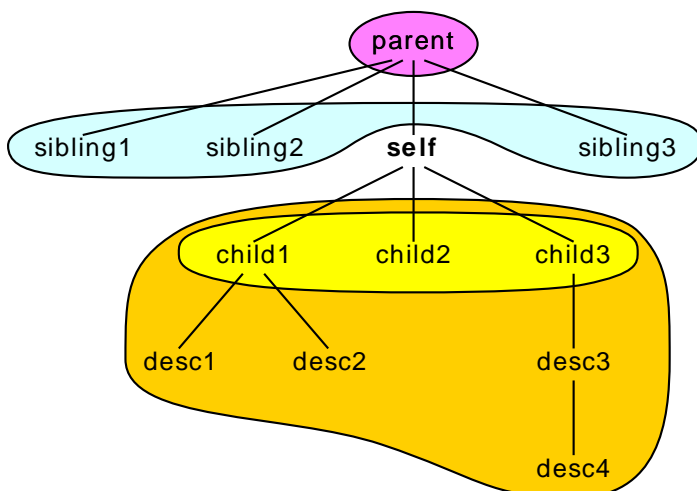 parent
sibling1 sibling2 self sibling3
child1 child2 child3
desc1 desc2 desc3
desc4